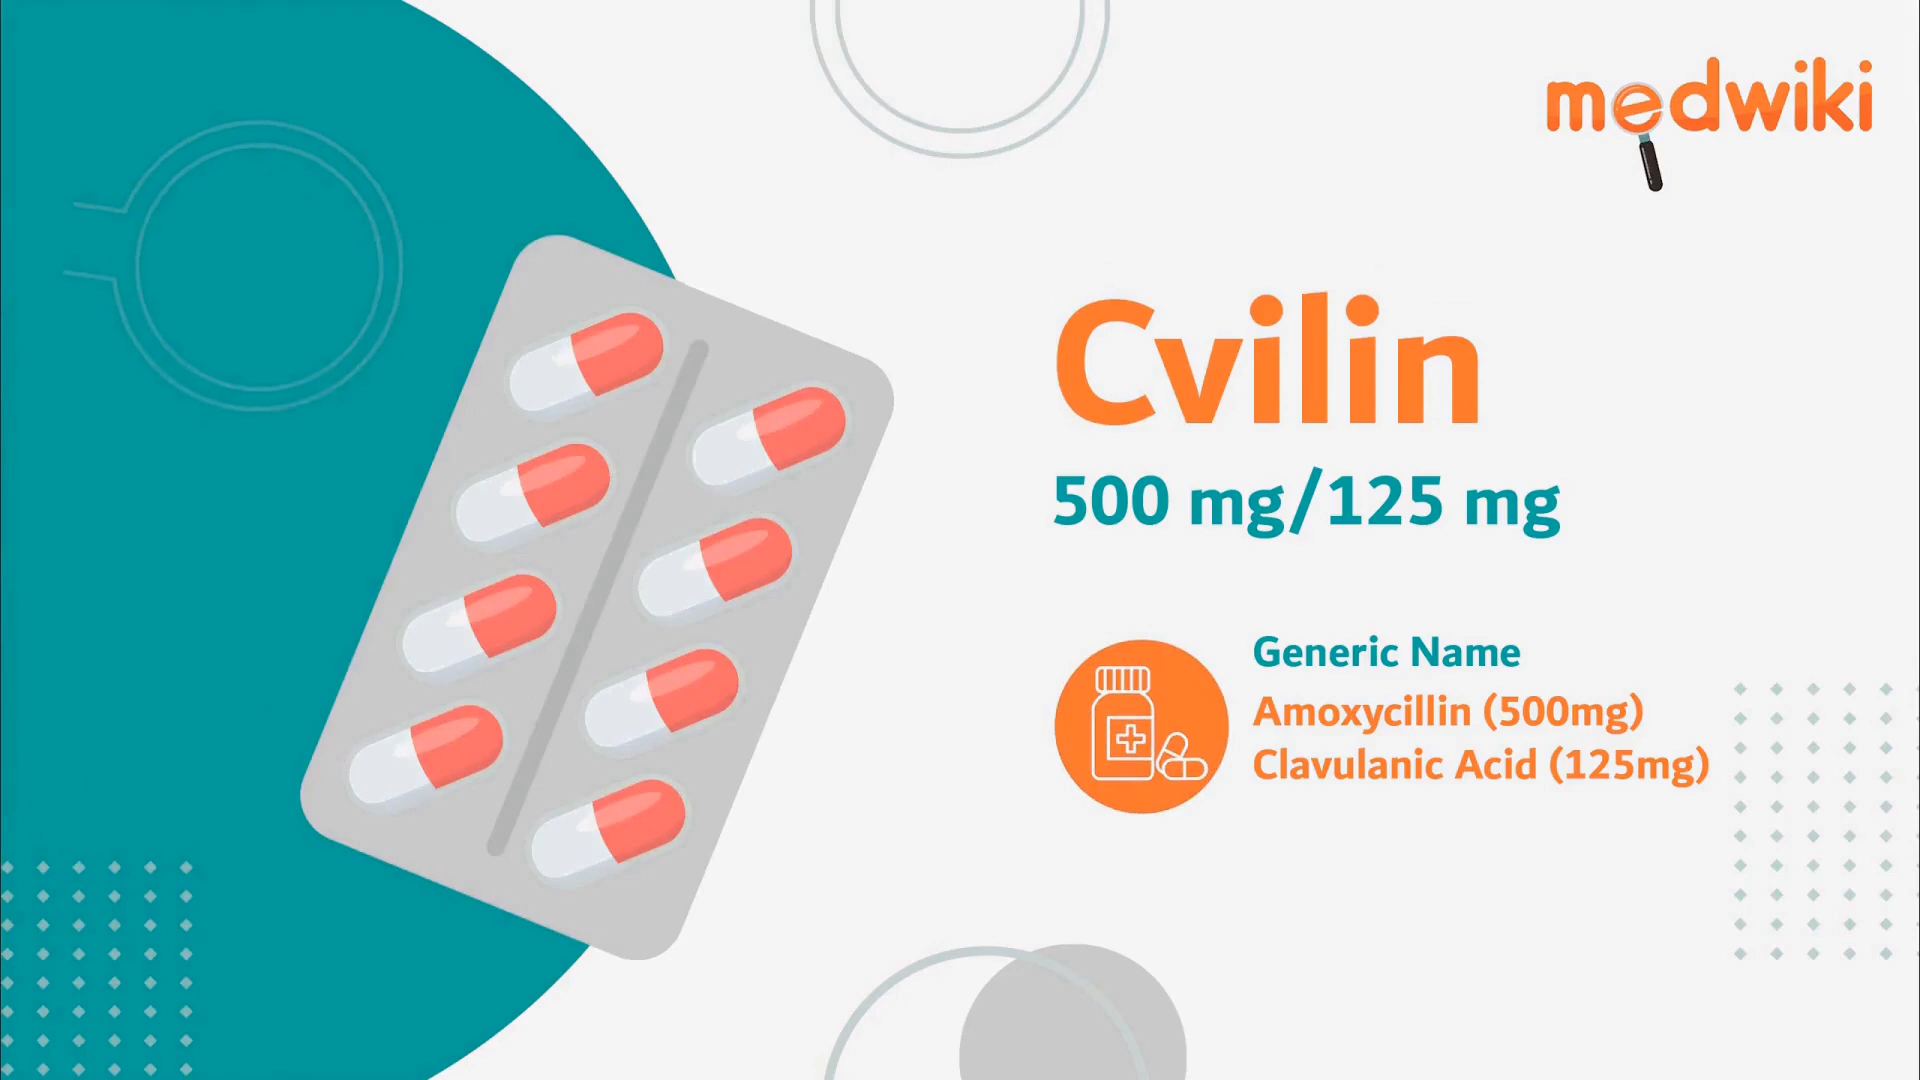 medwiki
Cvilin
500 mg/125 mg
Generic Name
Amoxycillin (500mg)
Clavulanic Acid (125mg)